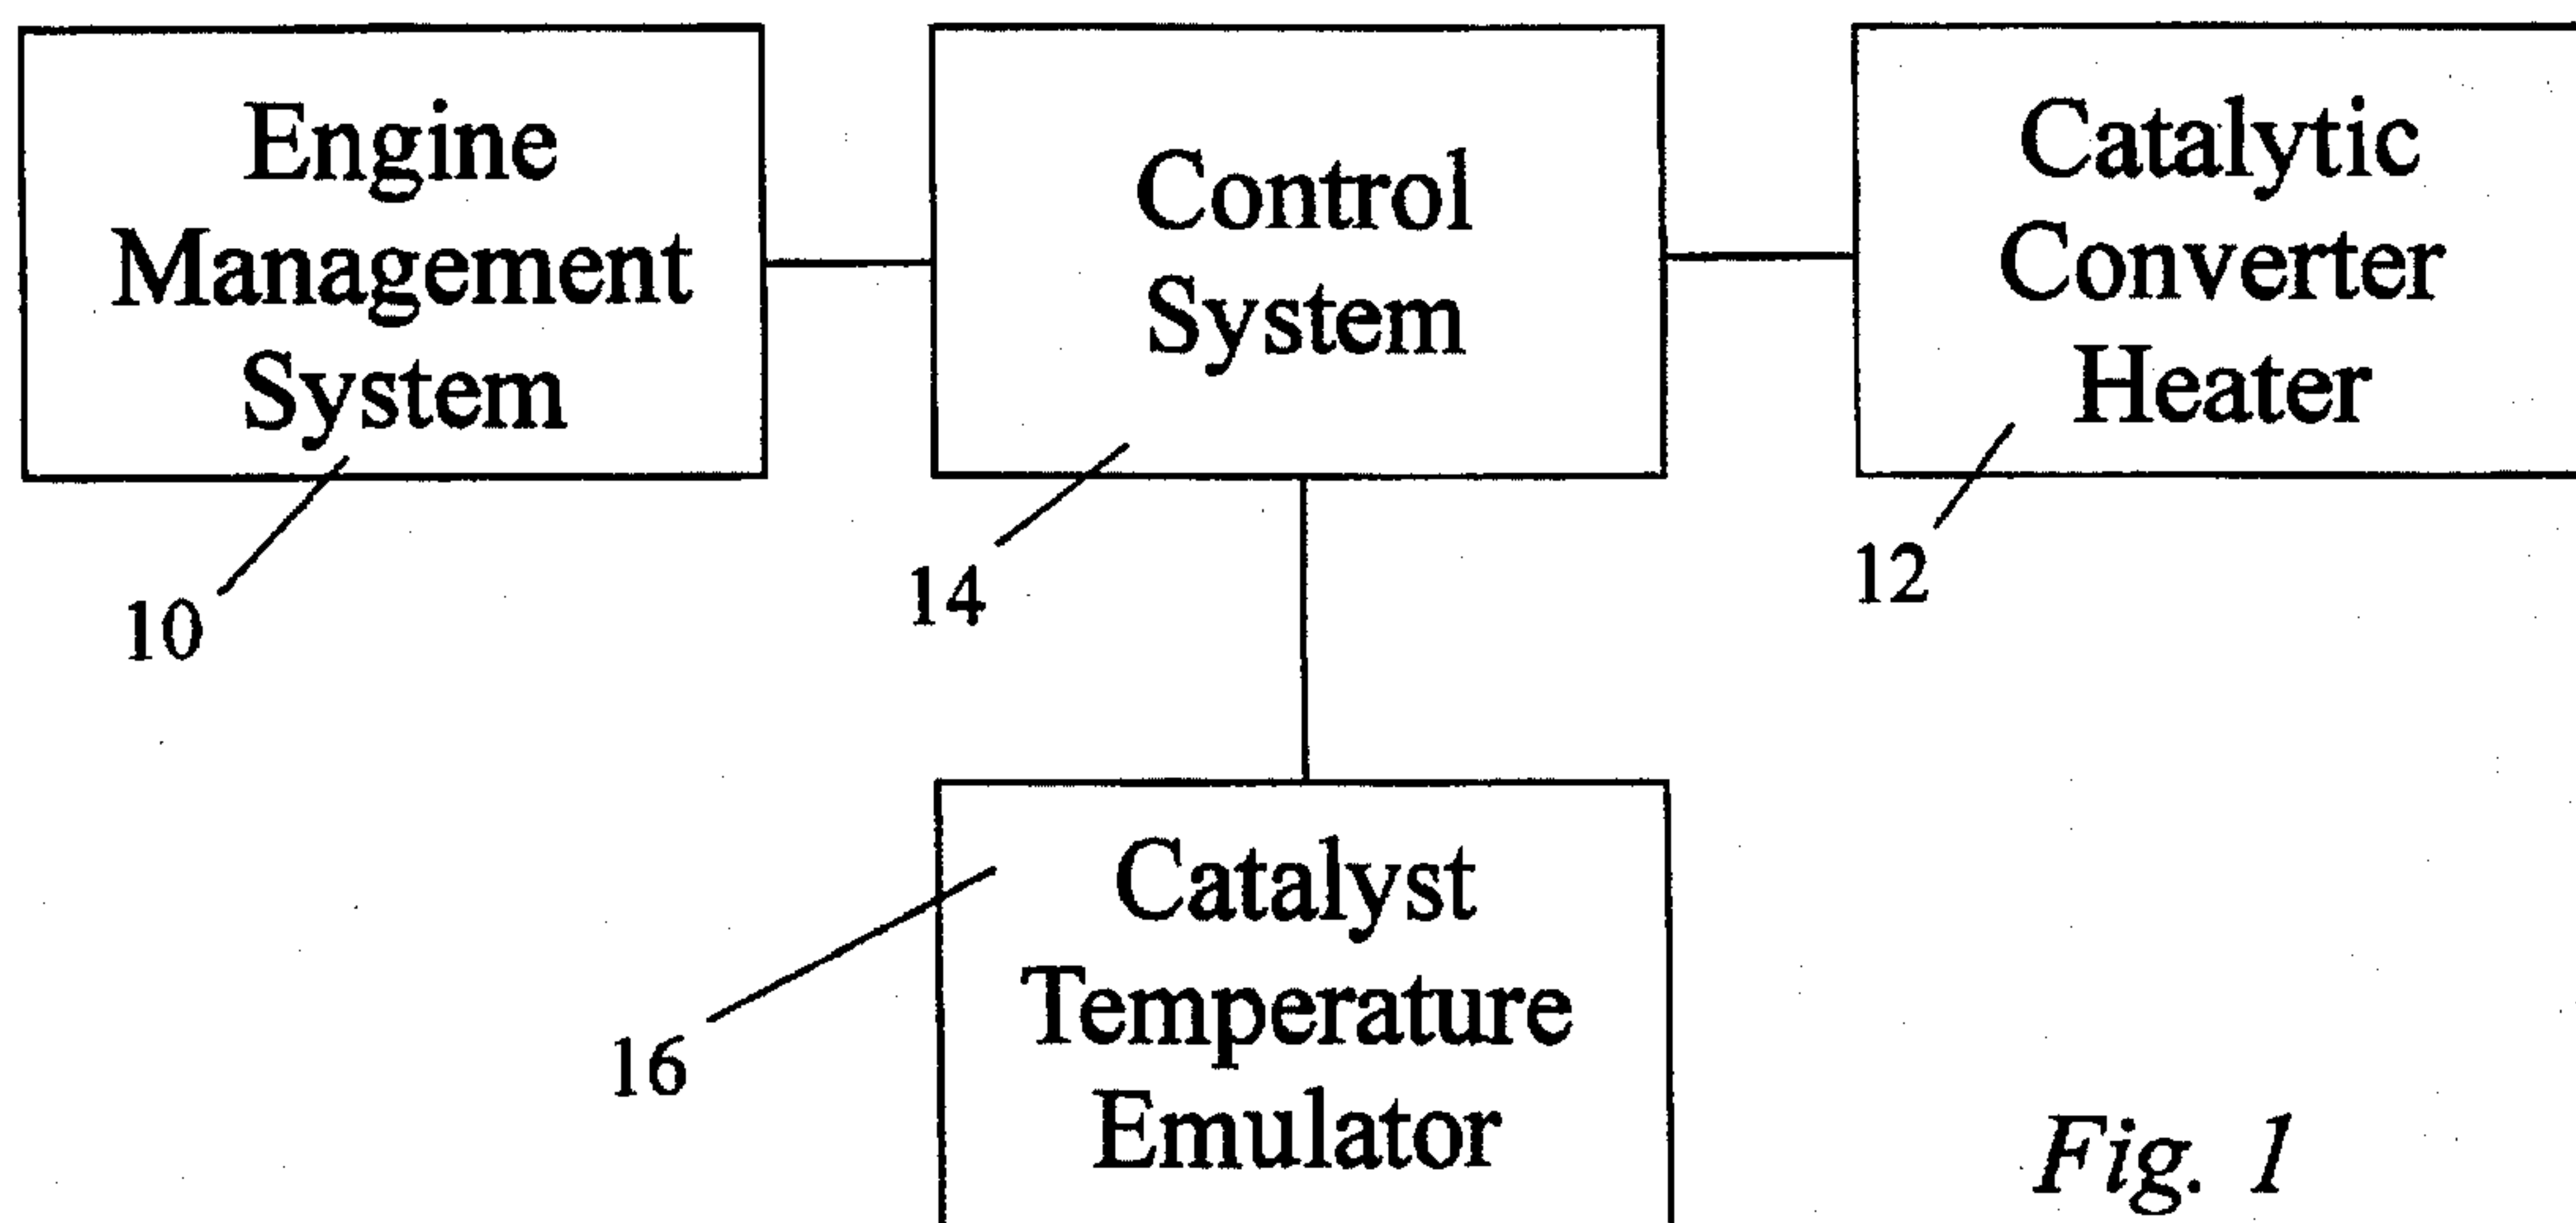 Engine
Management
System
Control
System
Catalytic
Converter
Heater
10
14
12
Catalyst
Temperature
Emulator
16
Fig. 1